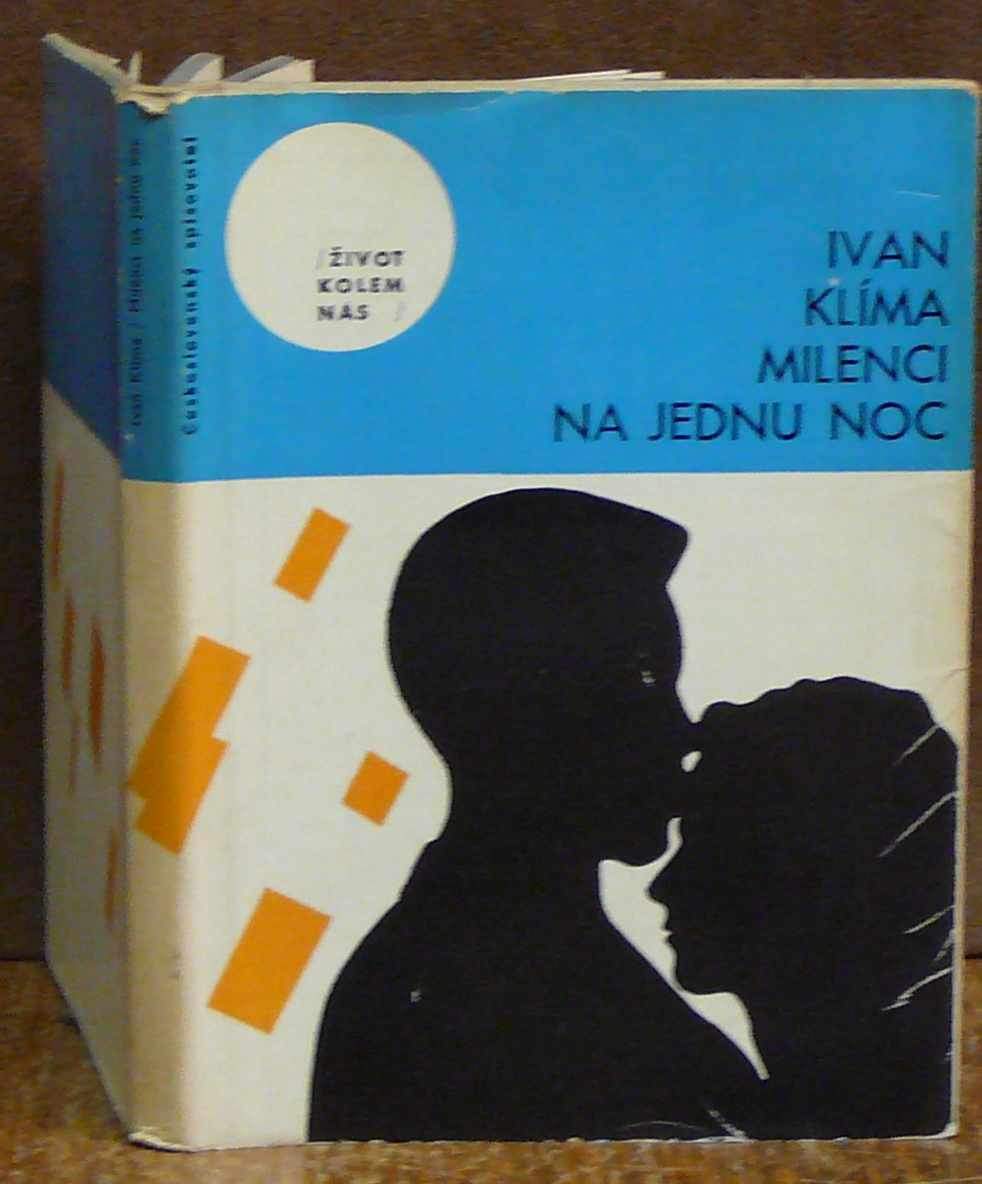 /ŽIVOT
KOLEM
NÁS /
IVAN
KLÍMA
MILENCI
NA JEDNU NOC
Ivan Klíma / Milenci na jednu noc
Československý spisovatel